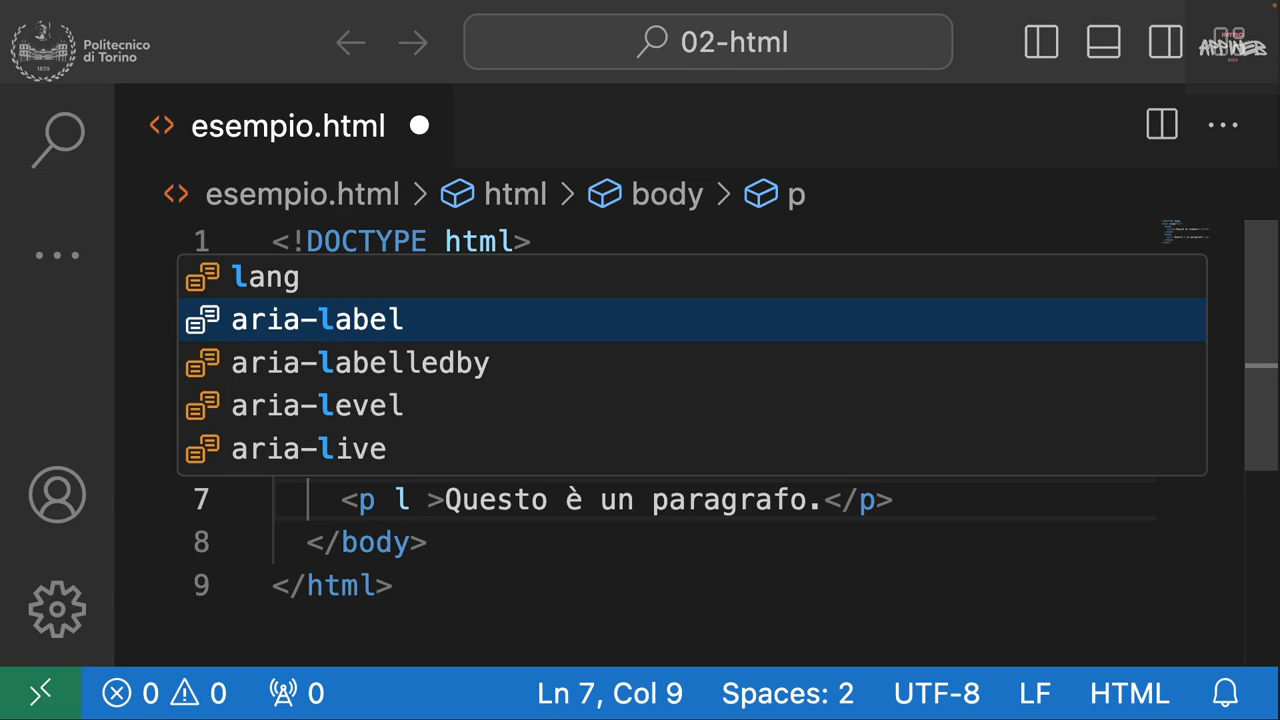 Politecnico
di Torino
1859
02-html
APPINER
esempio.html
esempio.html > html > body > p
1 <!DOCTYPE html>
lang
aria-label
aria-labelledby
aria-level
aria-live
7 <p l >Questo è un paragrafo.</p>
8 </body>
9 </html>
0 0 0 Ln 7, Col 9 Spaces: 2 UTF-8 LF HTML